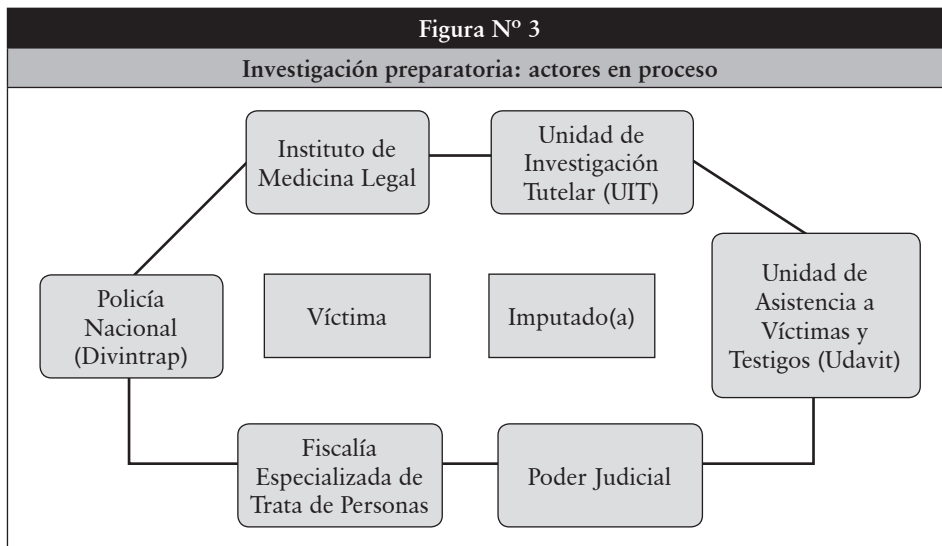 Figura Nº 3
Investigación preparatoria: actores en proceso
Instituto de
Medicina Legal
Unidad de
Investigación
Tutelar (UIT)
Policía
Nacional
(Divintrap)
Víctima
Imputado(a)
Unidad de
Asistencia a
Víctimas y
Testigos (Udavit)
Fiscalía
Especializada de
Trata de Personas
Poder Judicial